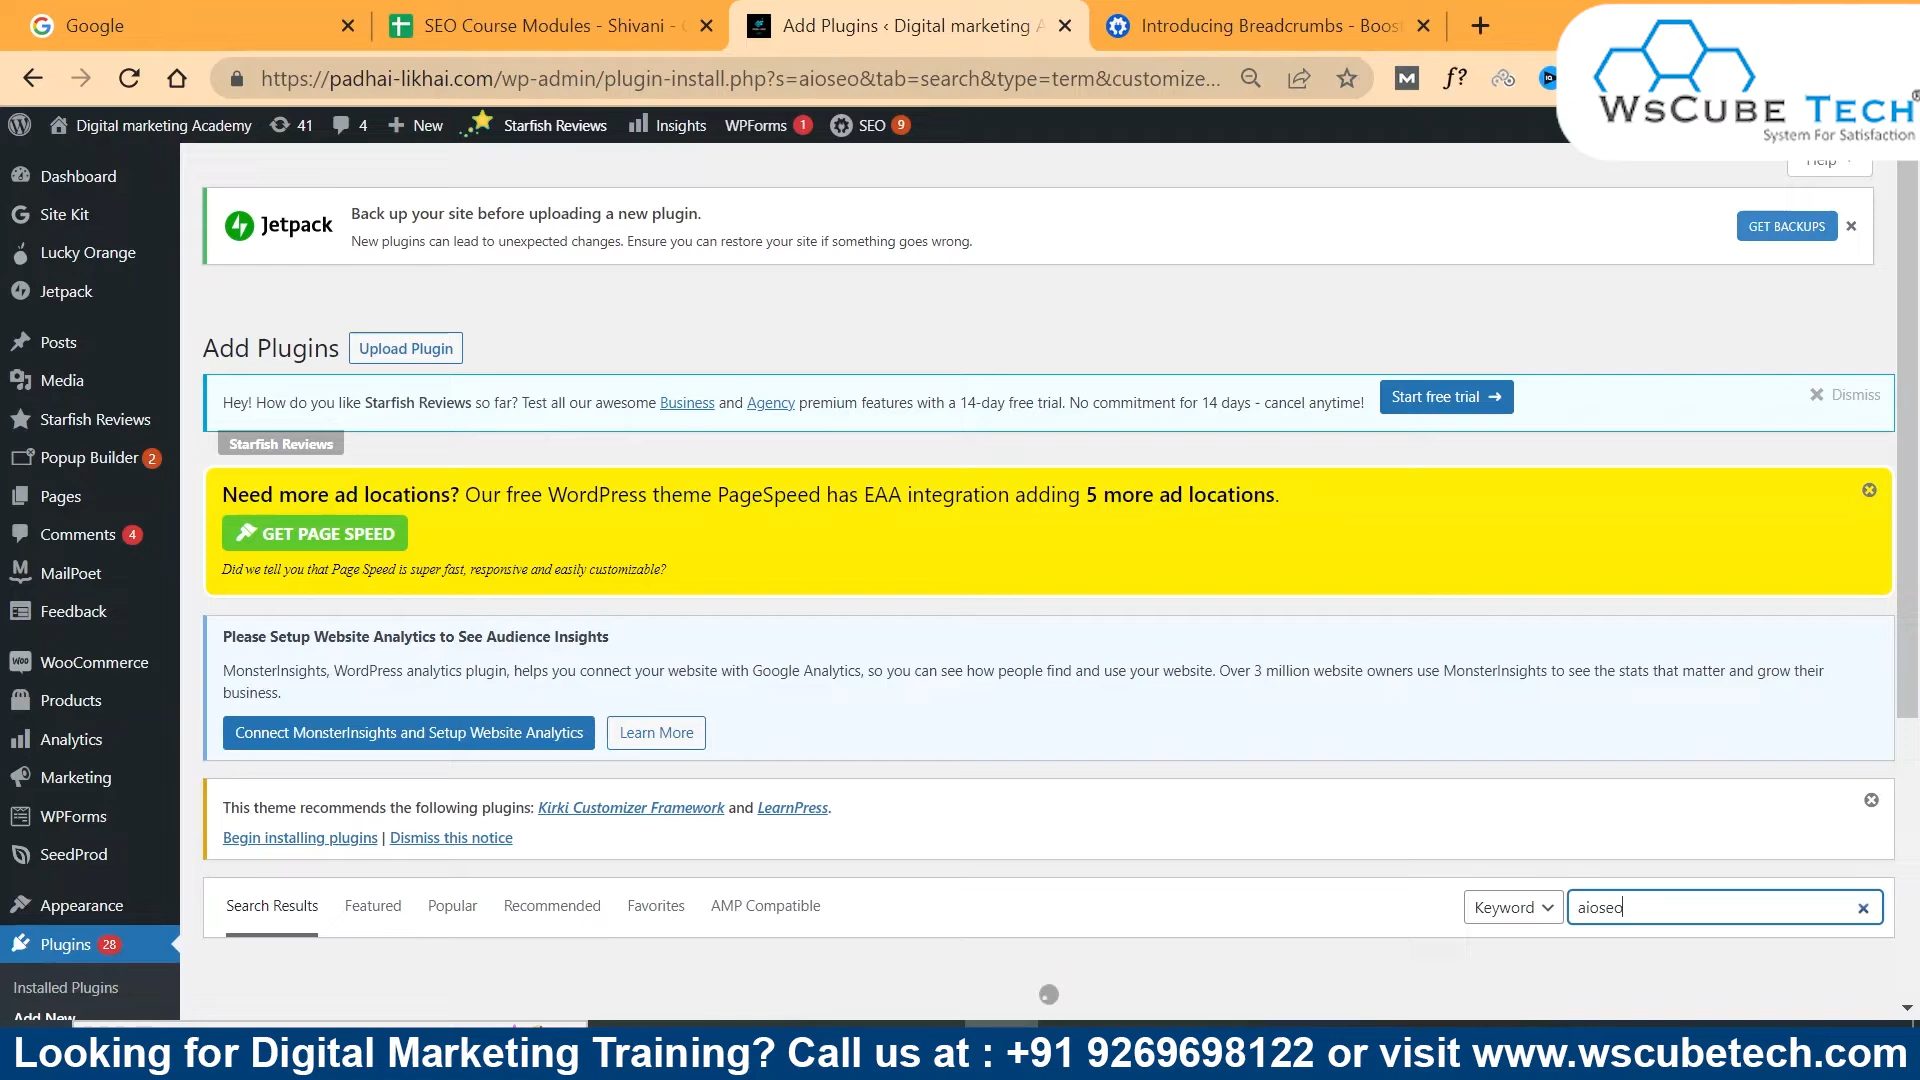 Google
SEO Course Modules - Shivani -
Add Plugins ‹ Digital marketing A
Introducing Breadcrumbs - Boost
https://padhai-likhai.com/wp-admin/plugin-install.php?s=aioseo&tab=search&type=term&customize...
M
f?
WsCube Tech®
System For Satisfaction
Digital marketing Academy
41
4
New
Starfish Reviews
Insights
WPForms 1
SEO 9
Help
Dashboard
Site Kit
Lucky Orange
Jetpack
Posts
Media
Starfish Reviews
Popup Builder 2
Pages
Comments 4
MailPoet
Feedback
WooCommerce
Products
Analytics
Marketing
WPForms
SeedProd
Appearance
Plugins 28
Installed Plugins
Add New
Jetpack
Back up your site before uploading a new plugin.
New plugins can lead to unexpected changes. Ensure you can restore your site if something goes wrong.
GET BACKUPS
Add Plugins
Upload Plugin
Hey! How do you like Starfish Reviews so far? Test all our awesome Business and Agency premium features with a 14-day free trial. No commitment for 14 days - cancel anytime!
Start free trial →
Dismiss
Starfish Reviews
Need more ad locations? Our free WordPress theme PageSpeed has EAA integration adding 5 more ad locations.
GET PAGE SPEED
Did we tell you that Page Speed is super fast, responsive and easily customizable?
Please Setup Website Analytics to See Audience Insights
MonsterInsights, WordPress analytics plugin, helps you connect your website with Google Analytics, so you can see how people find and use your website. Over 3 million website owners use MonsterInsights to see the stats that matter and grow their
business.
Connect MonsterInsights and Setup Website Analytics
Learn More
This theme recommends the following plugins: Kirki Customizer Framework and LearnPress.
Begin installing plugins | Dismiss this notice
Search Results
Featured
Popular
Recommended
Favorites
AMP Compatible
Keyword
aioseo
Looking for Digital Marketing Training? Call us at : +91 9269698122 or visit www.wscubetech.com